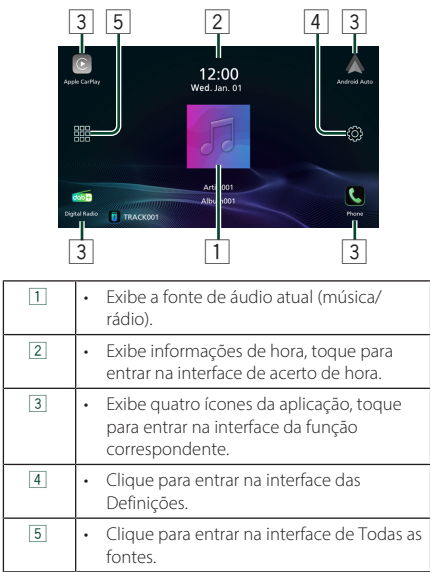 3 5 2 4 3
Apple CarPlay
Android Auto
12:00
Wed. Jan. 01
Artist001
Album001
dab+
Digital Radio
TRACK001
Phone
3 1 3
1 • Exibe a fonte de áudio atual (música/
rádio).
2 • Exibe informações de hora, toque para
entrar na interface de acerto de hora.
3 • Exibe quatro ícones da aplicação, toque
para entrar na interface da função
correspondente.
4 • Clique para entrar na interface das
Definições.
5 • Clique para entrar na interface de Todas as
fontes.